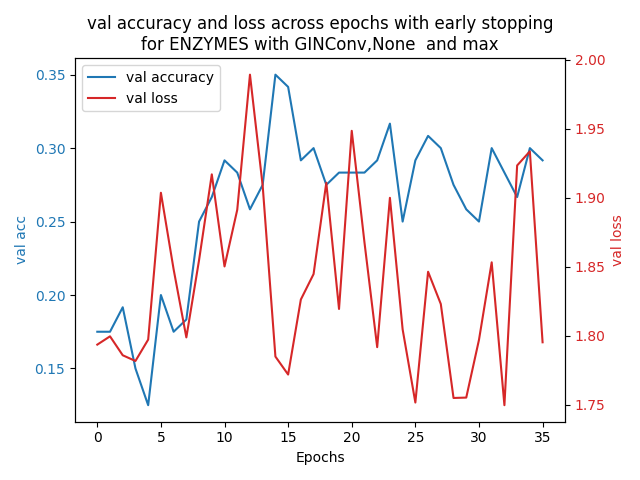 val accuracy and loss across epochs with early stopping
for ENZYMES with GINConv,None  and max
val accuracy
val loss
0.35
0.30
0.25
0.20
0.15
val acc
2.00
1.95
1.90
1.85
1.80
1.75
val loss
0 5 10 15 20 25 30 35
Epochs